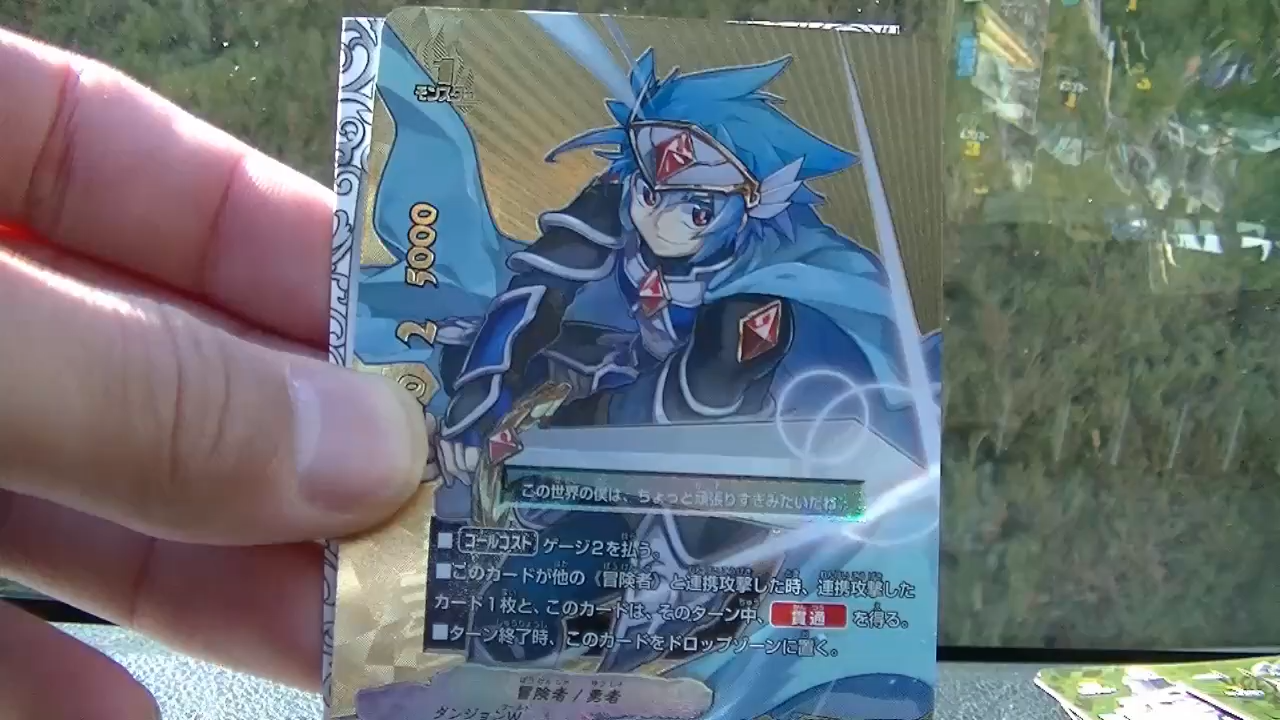 1
モンスター
5000
2
この世界の僕は、ちょっと頑張りすぎみたいだね。
■コールコスト ゲージ2を払う。
■このカードが他の《冒険者》と連携攻撃した時、連携攻撃した
カード1枚と、このカードは、そのターン中、貫通を得る。
■ターン終了時、このカードをドロップゾーンに置く。
冒険者 / 勇者
ダンジョンW